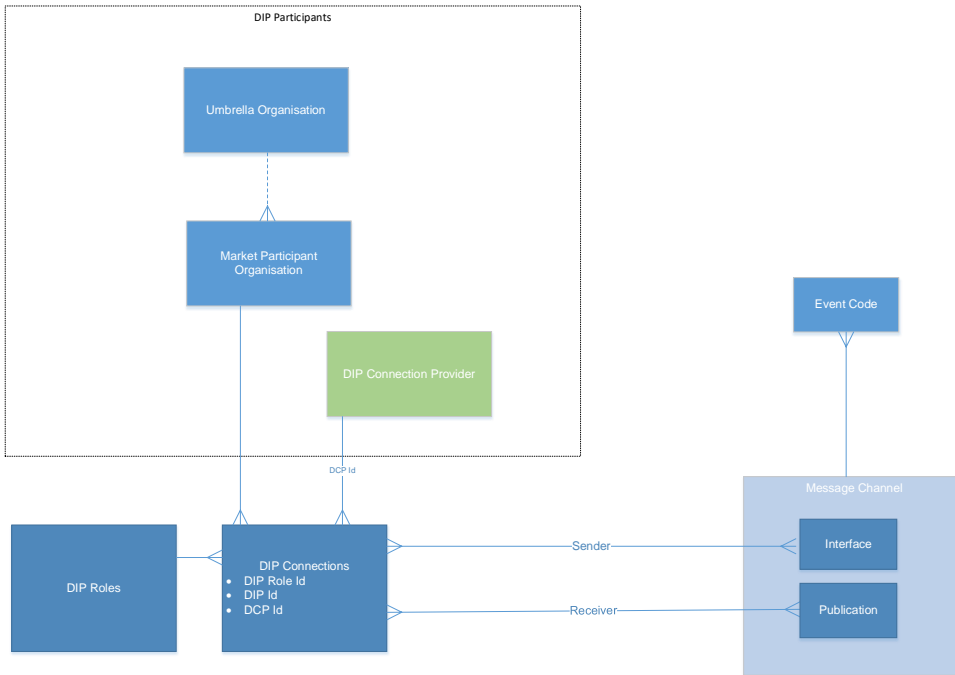 DIP Participants
Umbrella Organisation
Market Participant
Organisation
DIP Connection Provider
Event Code
DCP Id
Message Channel
DIP Roles
DIP Connections
• DIP Role Id
• DIP Id
• DCP Id
Sender
Interface
Receiver
Publication